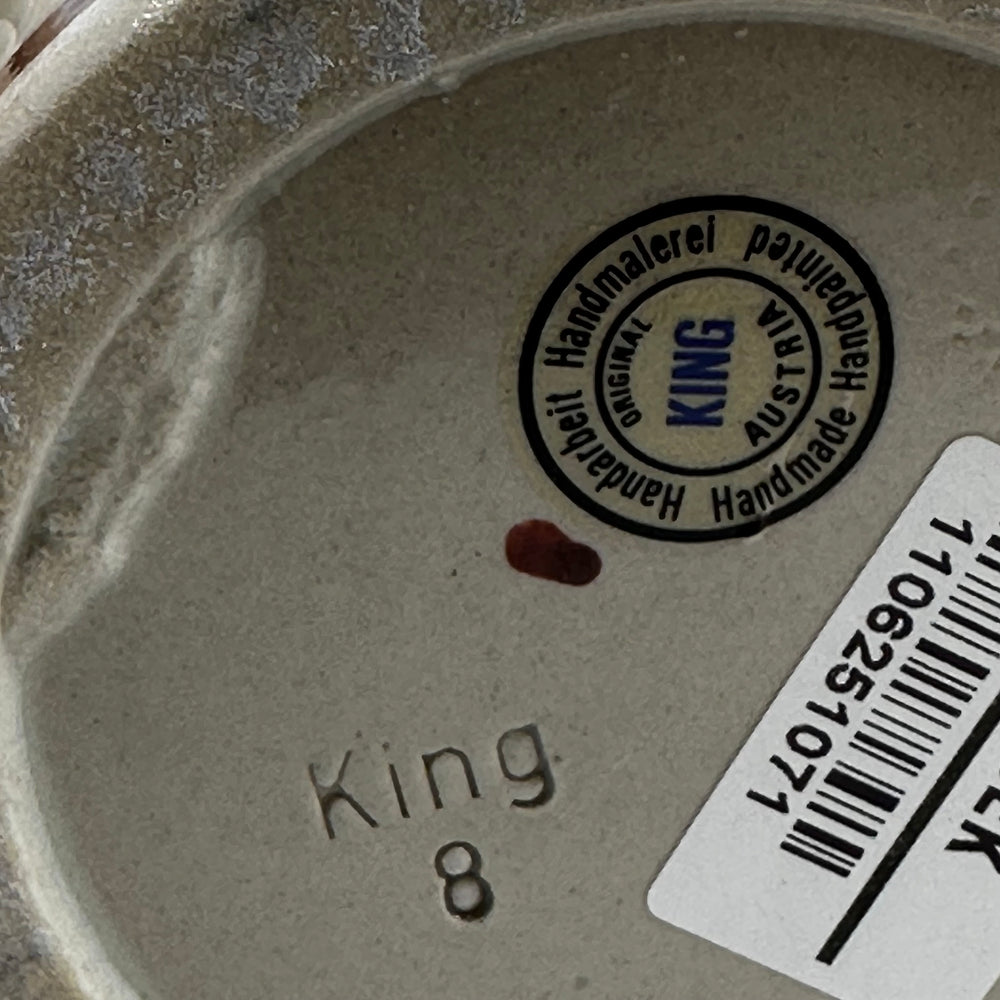 Handarbeit Handmalerei
Handmade Handpainted
ORIGINAL
KING
AUSTRIA
King
8
1106251071